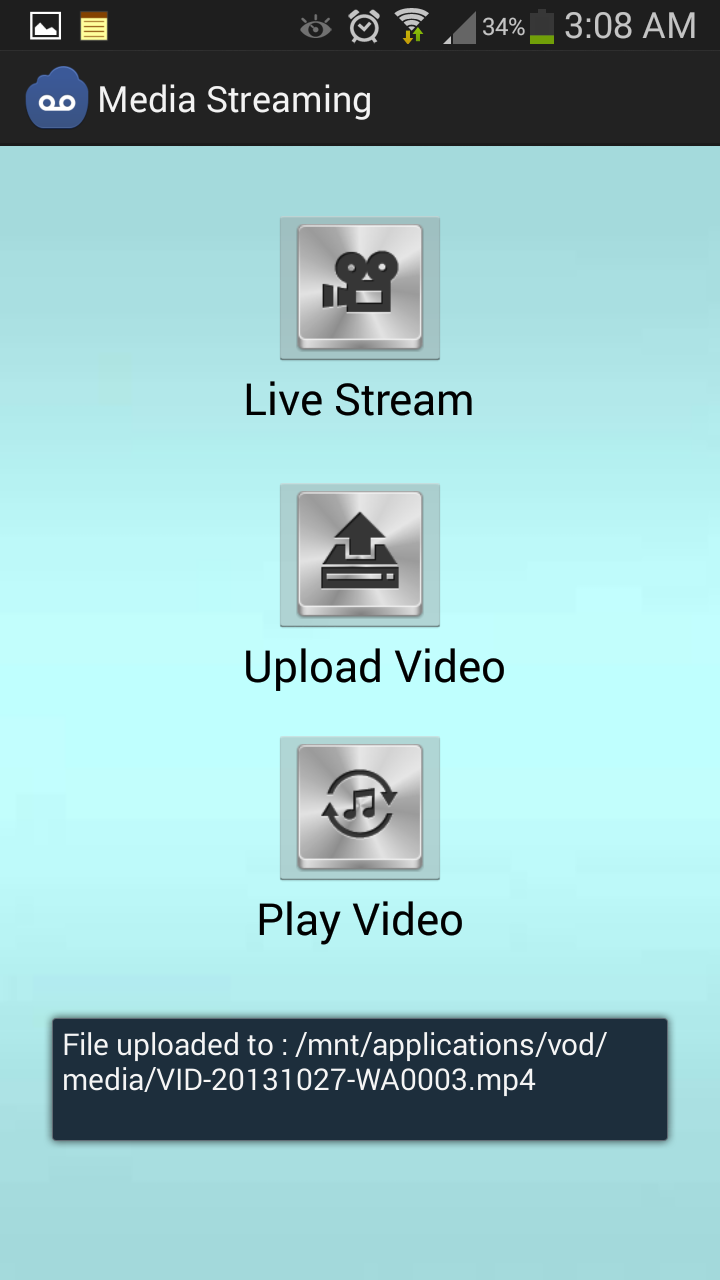 34% 3:08 AM
Media Streaming
Live Stream
Upload Video
Play Video
File uploaded to : /mnt/applications/vod/
media/VID-20131027-WA0003.mp4